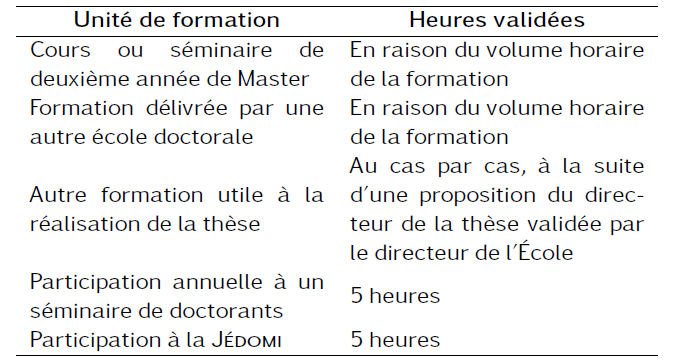 Unité de formation Heures validées
Cours ou séminaire de En raison du volume horaire
deuxième année de Master de la formation
Formation délivrée par une En raison du volume horaire
autre école doctorale de la formation
Au cas par cas, à la suite
Autre formation utile à la d'une proposition du direc-
réalisation de la thèse teur de la thèse validée par
le directeur de l'École
Participation annuelle à un
séminaire de doctorants 5 heures
Participation à la JÉDOMI 5 heures